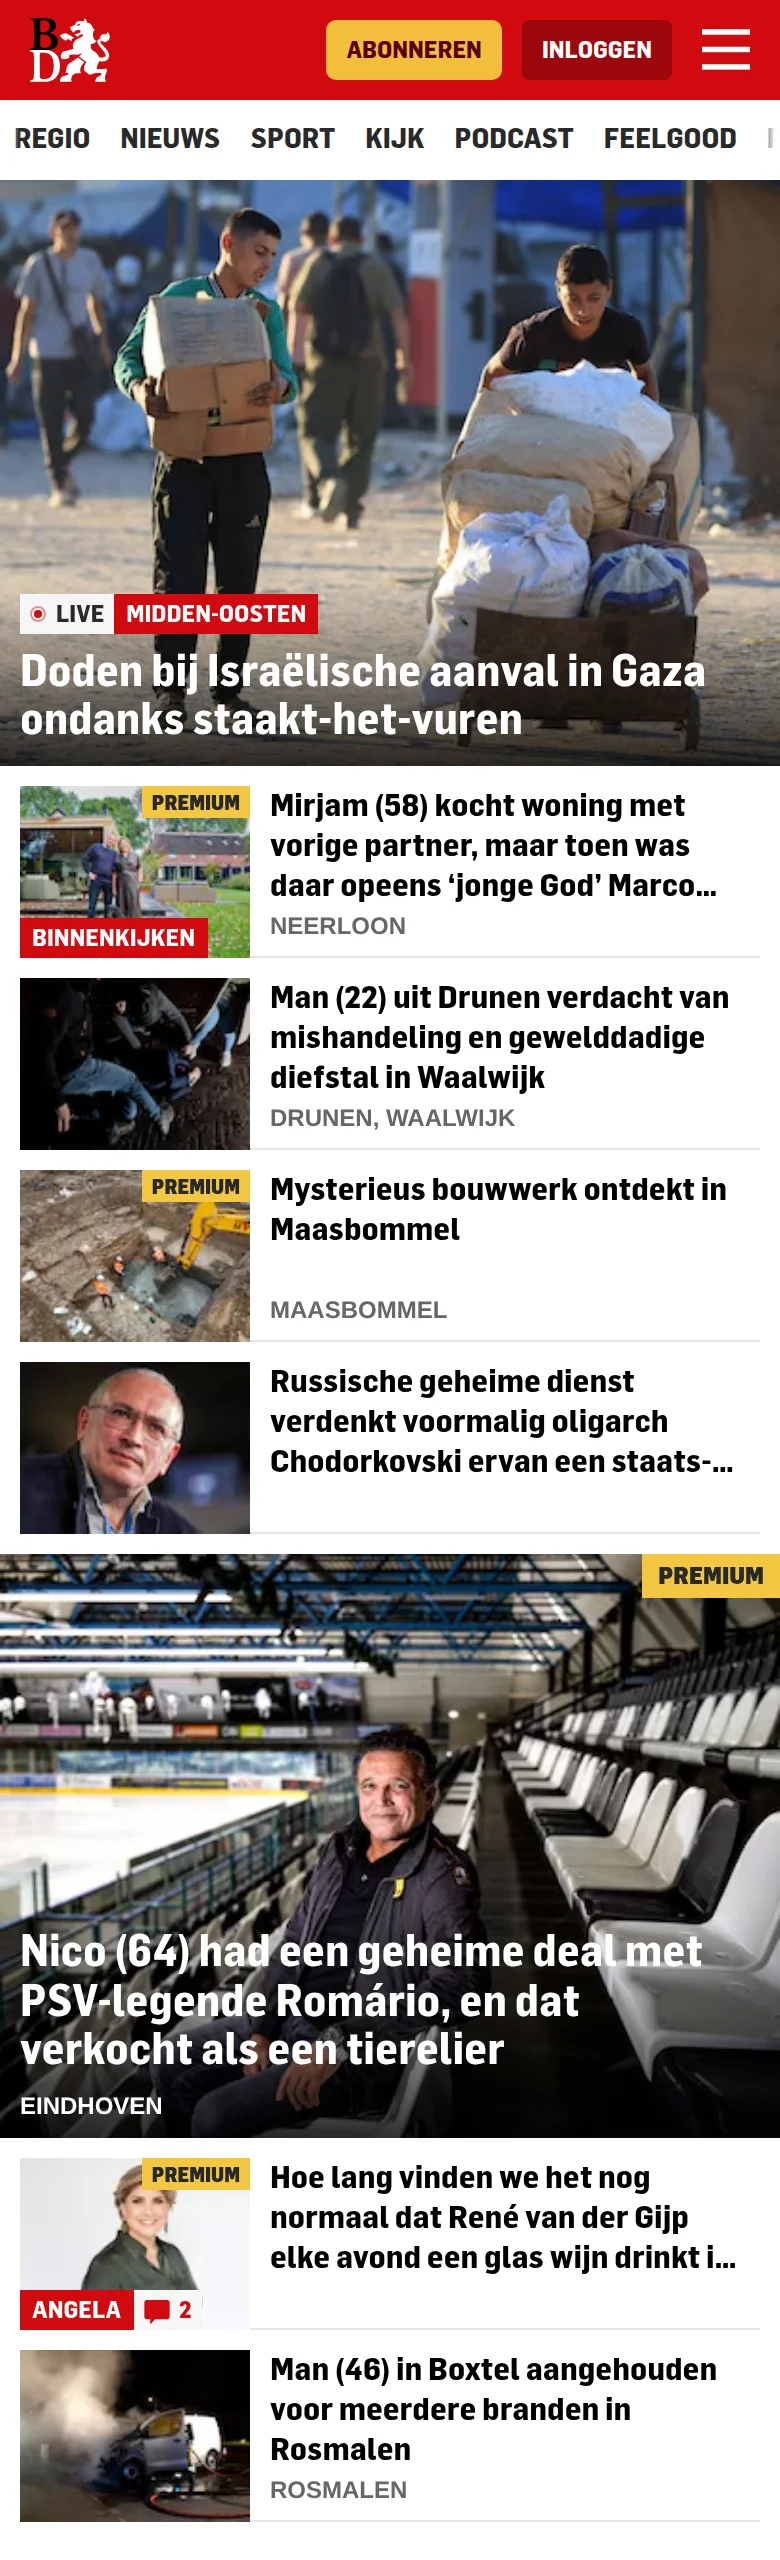 BD
ABONNEREN
INLOGGEN
REGIO NIEUWS SPORT KIJK PODCAST FEELGOOD
LIVE MIDDEN-OOSTEN
Doden bij Israëlische aanval in Gaza
ondanks staakt-het-vuren
PREMIUM
BINNENKIJKEN
Mirjam (58) kocht woning met
vorige partner, maar toen was
daar opeens ‘jonge God’ Marco...
NEERLOON
Man (22) uit Drunen verdacht van
mishandeling en gewelddadige
diefstal in Waalwijk
DRUNEN, WAALWIJK
PREMIUM
Mysterieus bouwwerk ontdekt in
Maasbommel
MAASBOMMEL
Russische geheime dienst
verdenkt voormalig oligarch
Chodorkovski ervan een staats-...
PREMIUM
Nico (64) had een geheime deal met
PSV-legende Romário, en dat
verkocht als een tierelier
EINDHOVEN
PREMIUM
ANGELA 2
Hoe lang vinden we het nog
normaal dat René van der Gijp
elke avond een glas wijn drinkt i...
Man (46) in Boxtel aangehouden
voor meerdere branden in
Rosmalen
ROSMALEN